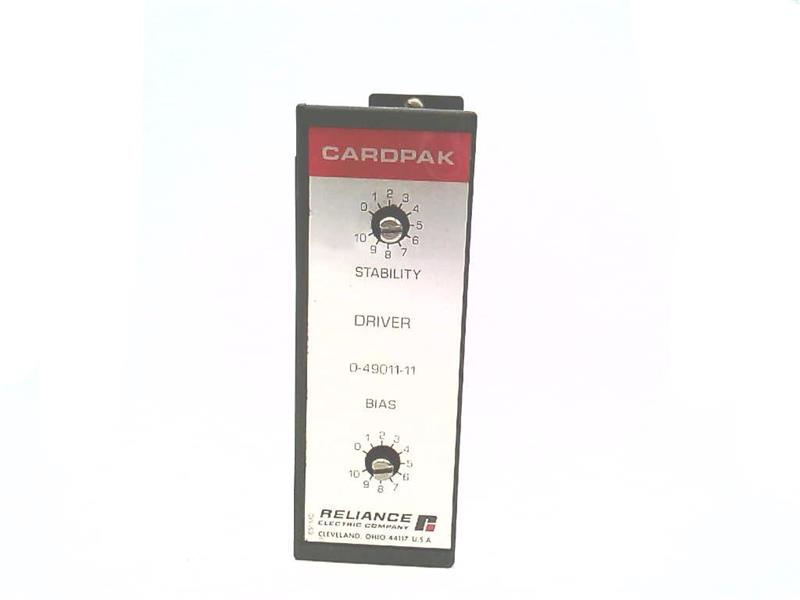 CARDPAK
0 1 2 3 4 5 6 7 8 9 10
STABILITY
DRIVER
0-49011-11
BIAS
0 1 2 3 4 5 6 7 8 9 10
RELIANCE
ELECTRIC COMPANY
CLEVELAND, OHIO 44117 U.S.A.